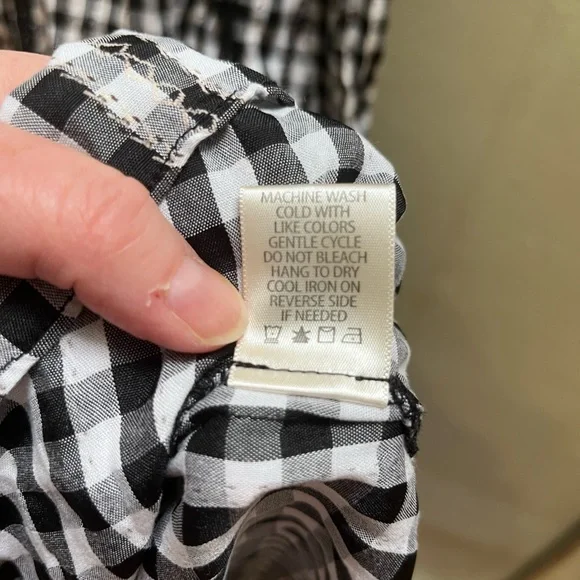 MACHINE WASH
COLD WITH
LIKE COLORS
GENTLE CYCLE
DO NOT BLEACH
HANG TO DRY
COOL IRON ON
REVERSE SIDE
IF NEEDED